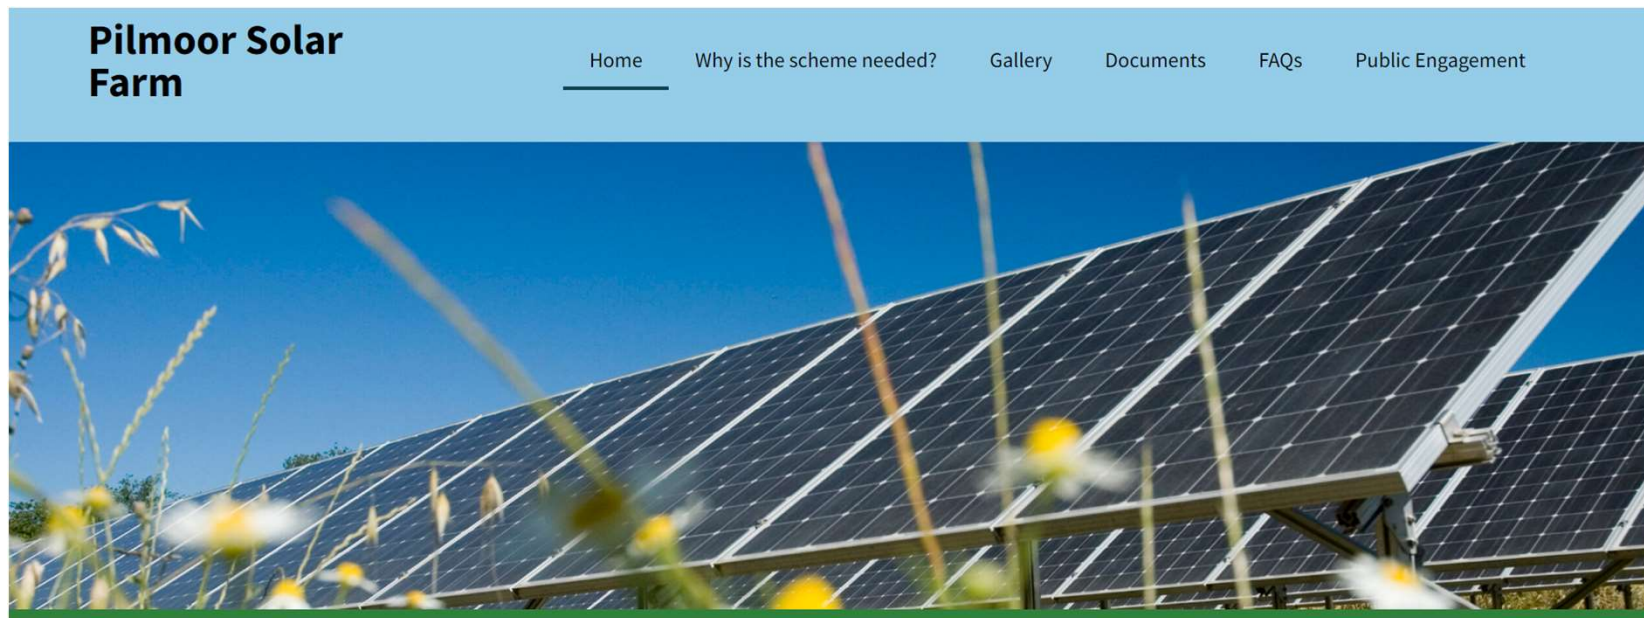 Pilmoor Solar
Farm
Home Why is the scheme needed? Gallery Documents FAQs Public Engagement